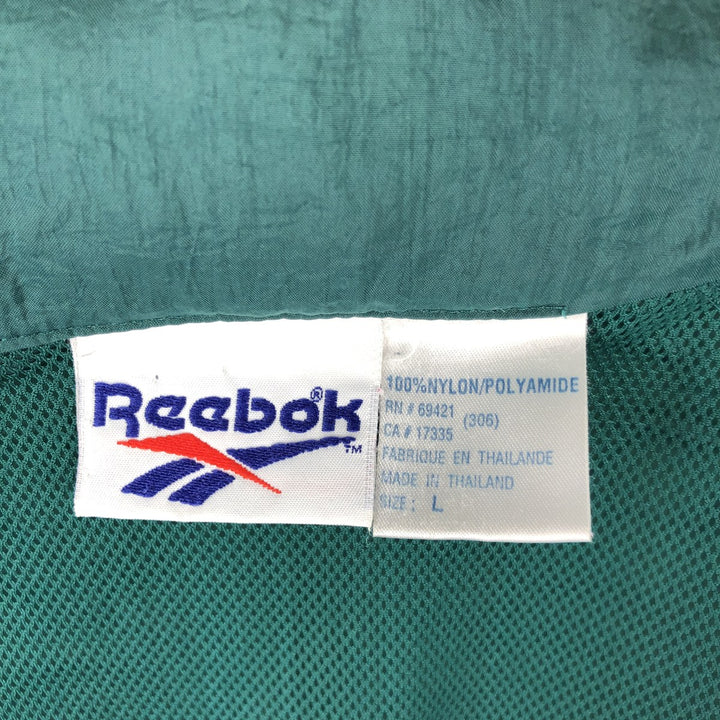 Reebok®
™
100%NYLON/POLYAMIDE
RN # 69421 (306)
CA # 17335
FABRIQUE EN THAILANDE
MADE IN THAILAND
SIZE : L